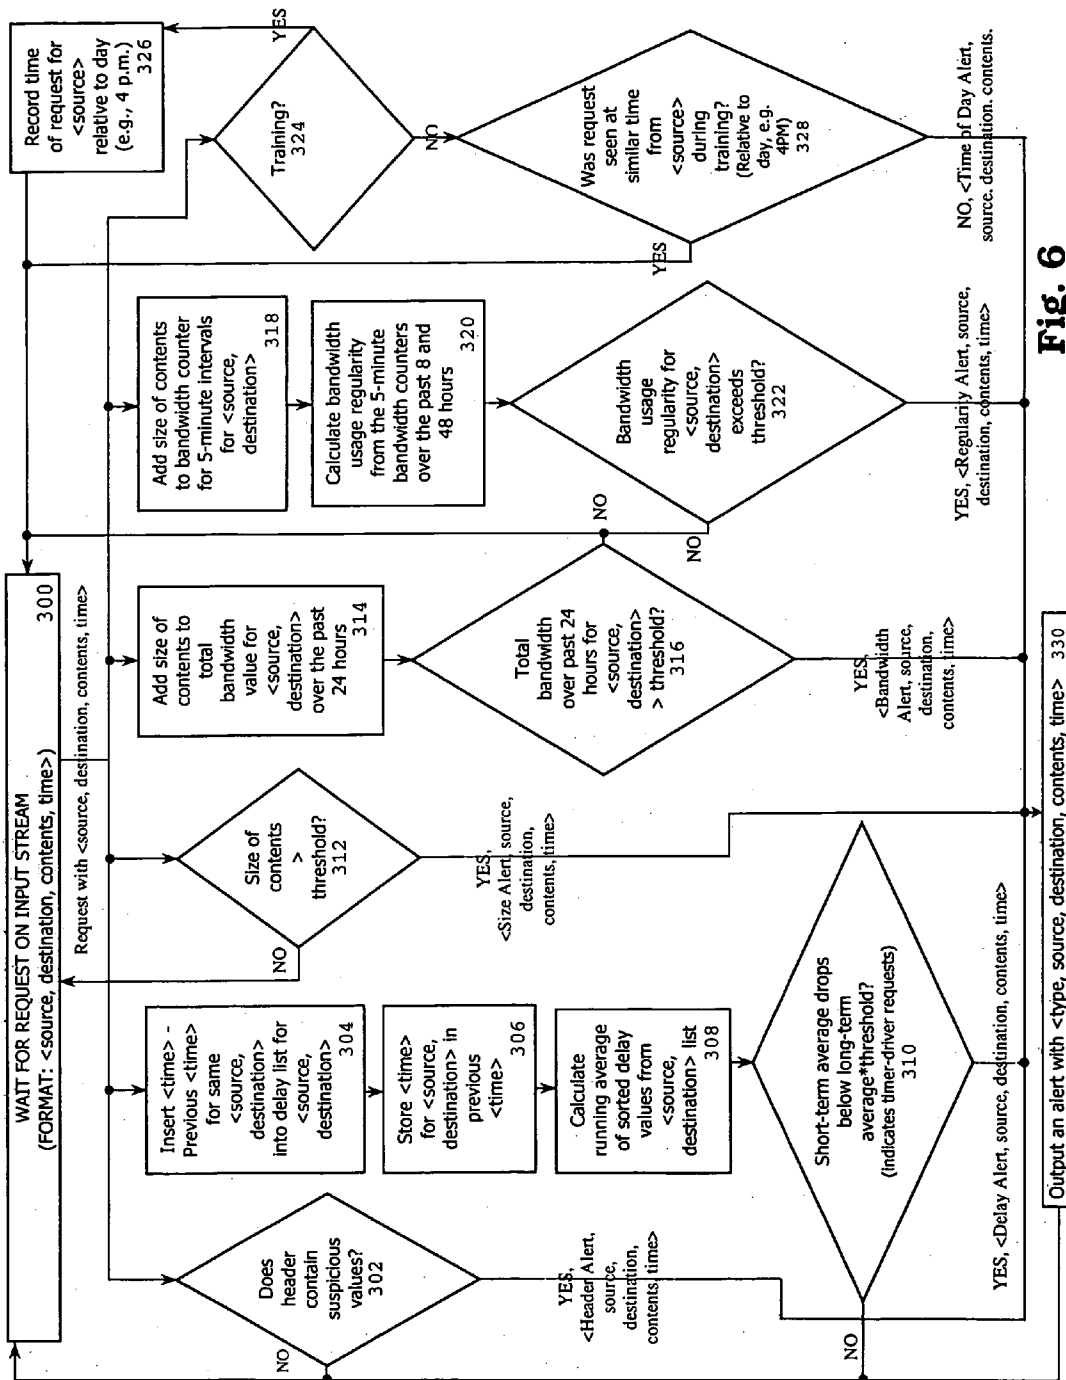 WAIT FOR REQUEST ON INPUT STREAM
(FORMAT: <source, destination, contents, time>)
300
Request with <source, destination, contents, time>
Does
header
contain
suspicious
values?
302
NO
YES,
<Header Alert,
source,
destination,
contents, time>
Insert <time> -
Previous <time>
for same
<source,
destination>
into delay list for
<source,
destination>
304
Store <time>
for <source,
destination> in
previous
<time>
306
Calculate
running average
of sorted delay
values from
<source,
destination> list
308
Short-term average drops
below long-term
average*threshold?
(Indicates timer-driver requests)
310
NO
YES, <Delay Alert, source, destination, contents, time>
Size of
contents
>
threshold?
312
NO
YES,
<Size Alert, source,
destination,
contents, time>
Add size of
contents to
total
bandwidth
value for
<source,
destination>
over the past
24 hours
314
Total
bandwidth
over past 24
hours for
<source,
destination>
> threshold?
316
NO
YES,
<Bandwidth
Alert, source,
destination,
contents, time>
Add size of contents
to bandwidth counter
for 5-minute intervals
for <source,
destination>
318
Calculate bandwidth
usage regularity
from the 5-minute
bandwidth counters
over the past 8 and
48 hours
320
Bandwidth
usage
regularity for
<source,
destination>
exceeds
threshold?
322
NO
YES, <Regularity Alert, source,
destination, contents, time>
Training?
324
YES
NO
Record time
of request for
<source>
relative to day
(e.g., 4 p.m.)
326
Was request
seen at
similar time
from
<source>
during
training?
(Relative to
day, e.g.
4PM)
328
YES
NO, <Time of Day Alert,
source, destination, contents,
Output an alert with <type, source, destination, contents, time>
330
Fig. 6